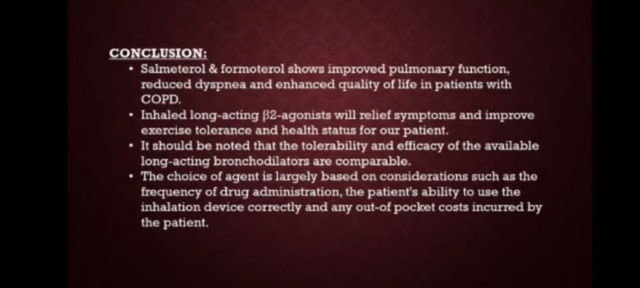 CONCLUSION:
• Salmeterol & formoterol shows improved pulmonary function,
reduced dyspnea and enhanced quality of life in patients with
COPD.
• Inhaled long-acting β2-agonists will relief symptoms and improve
exercise tolerance and health status for our patient.
• It should be noted that the tolerability and efficacy of the available
long-acting bronchodilators are comparable.
• The choice of agent is largely based on considerations such as the
frequency of drug administration, the patient's ability to use the
inhalation device correctly and any out-of pocket costs incurred by
the patient.